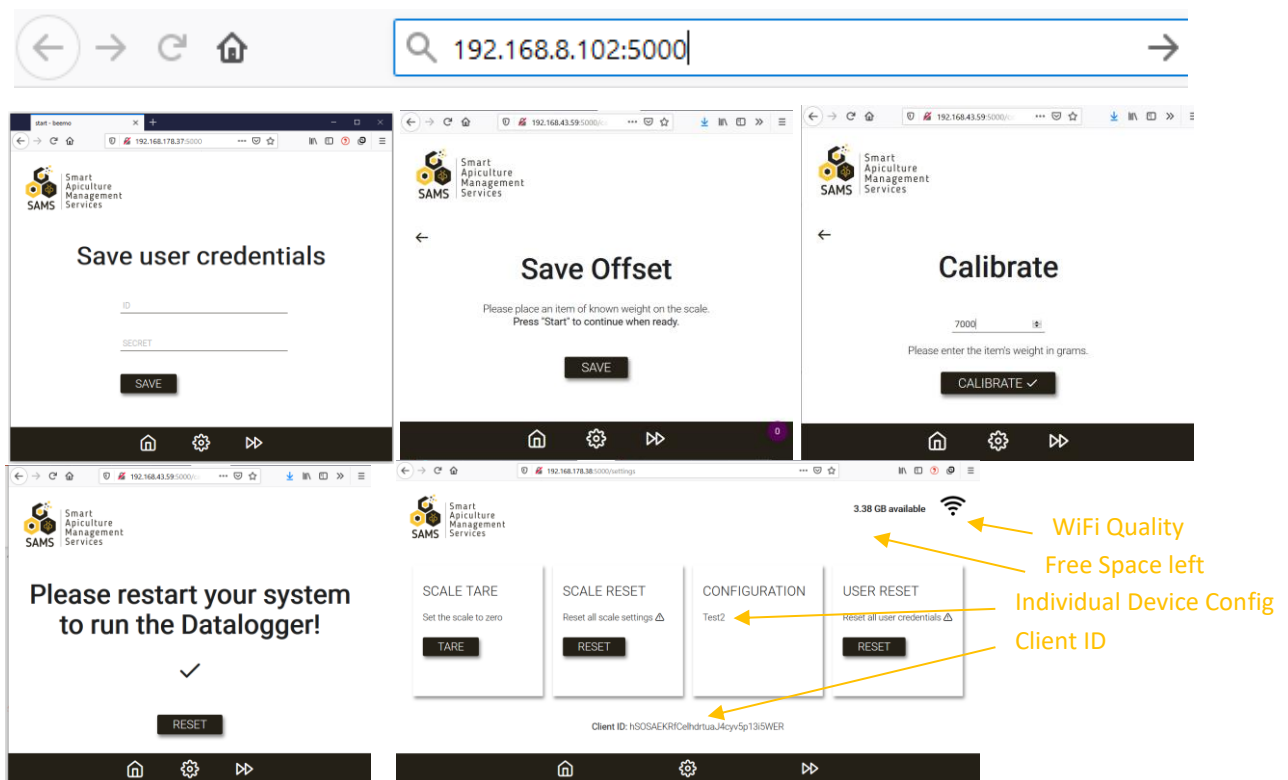 192.168.8.102:5000
start - beemo
192.168.178.37:5000
Smart
Apiculture
Management
Services
SAMS
Save user credentials
ID
SECRET
SAVE
192.168.43.59:5000/
Smart
Apiculture
Management
Services
SAMS
Save Offset
Please place an item of known weight on the scale.
Press "Start" to continue when ready.
SAVE
0
192.168.43.59:5000/
Smart
Apiculture
Management
Services
SAMS
Calibrate
7000
Please enter the item's weight in grams.
CALIBRATE
192.168.43.59:5000/
Smart
Apiculture
Management
Services
SAMS
Please restart your system
to run the Datalogger!
RESET
192.168.178.38:5000/settings
Smart
Apiculture
Management
Services
SAMS
3.38 GB available
WiFi Quality
Free Space left
Individual Device Config
Client ID
SCALE TARE
Set the scale to zero
TARE
SCALE RESET
Reset all scale settings
RESET
CONFIGURATION
Test2
USER RESET
Reset all user credentials
RESET
Client ID: hSOSAEKRfCelhdrtuaJ4cyv5p13i5WER